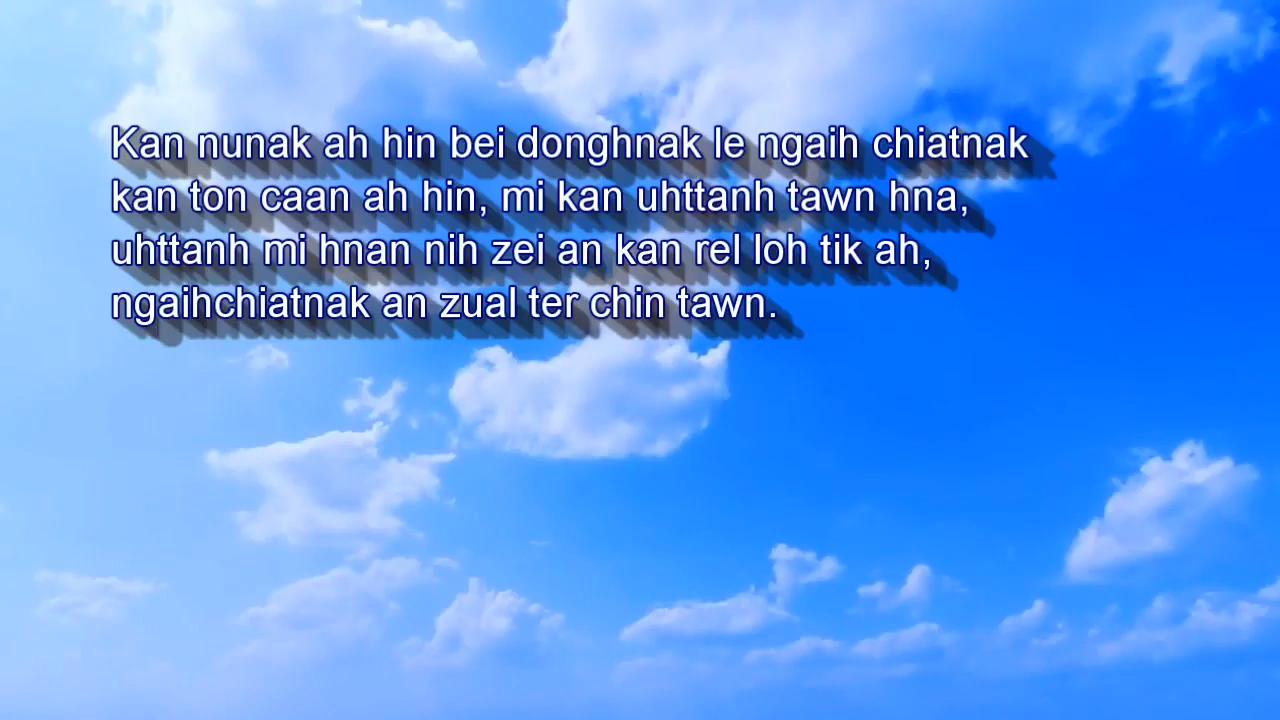 Kan nunak ah hin bei donghnak le ngaih chiatnak
kan ton caan ah hin, mi kan uhttanh tawn hna,
uhttanh mi hnan nih zei an kan rel loh tik ah,
ngaihchiatnak an zual ter chin tawn.